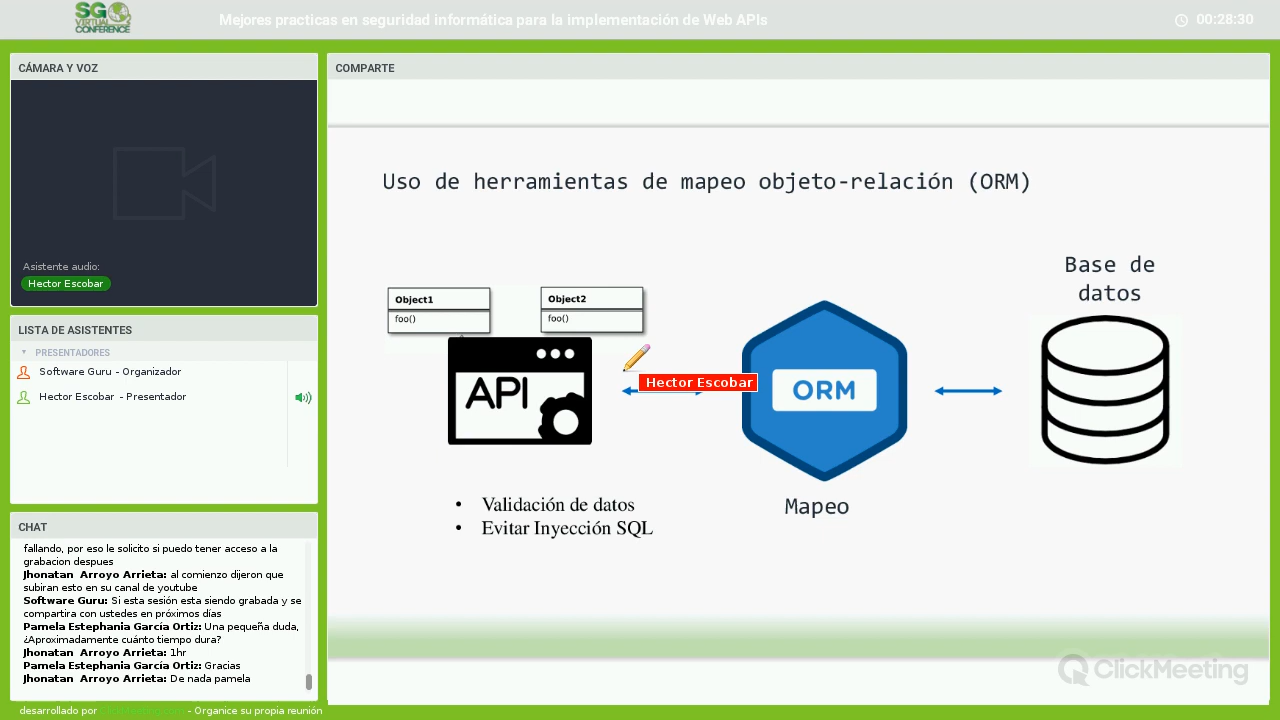 SG
VIRTUAL
CONFERENCE
Mejores practicas en seguridad informática para la implementación de Web APIs
00:28:30
CÁMARA Y VOZ
Asistente audio:
Hector Escobar
LISTA DE ASISTENTES
PRESENTADORES
Software Guru - Organizador
Hector Escobar - Presentador
CHAT
fallando, por eso le solicito si puedo tener acceso a la
grabacion despues
Jhonatan Arroyo Arrieta: al comienzo dijeron que
subiran esto en su canal de youtube
Software Guru: Si esta sesión esta siendo grabada y se
compartira con ustedes en próximos días
Pamela Estephania García Ortiz: Una pequeña duda,
¿Aproximadamente cuánto tiempo dura?
Jhonatan Arroyo Arrieta: 1hr
Pamela Estephania García Ortiz: Gracias
Jhonatan Arroyo Arrieta: De nada pamela
desarrollado por ClickMeeting.com - Organice su propia reunión
COMPARTE
Uso de herramientas de mapeo objeto-relación (ORM)
Base de
datos
Object1
foo()
Object2
foo()
API
Hector Escobar
ORM
Mapeo
• Validación de datos
• Evitar Inyección SQL
ClickMeeting